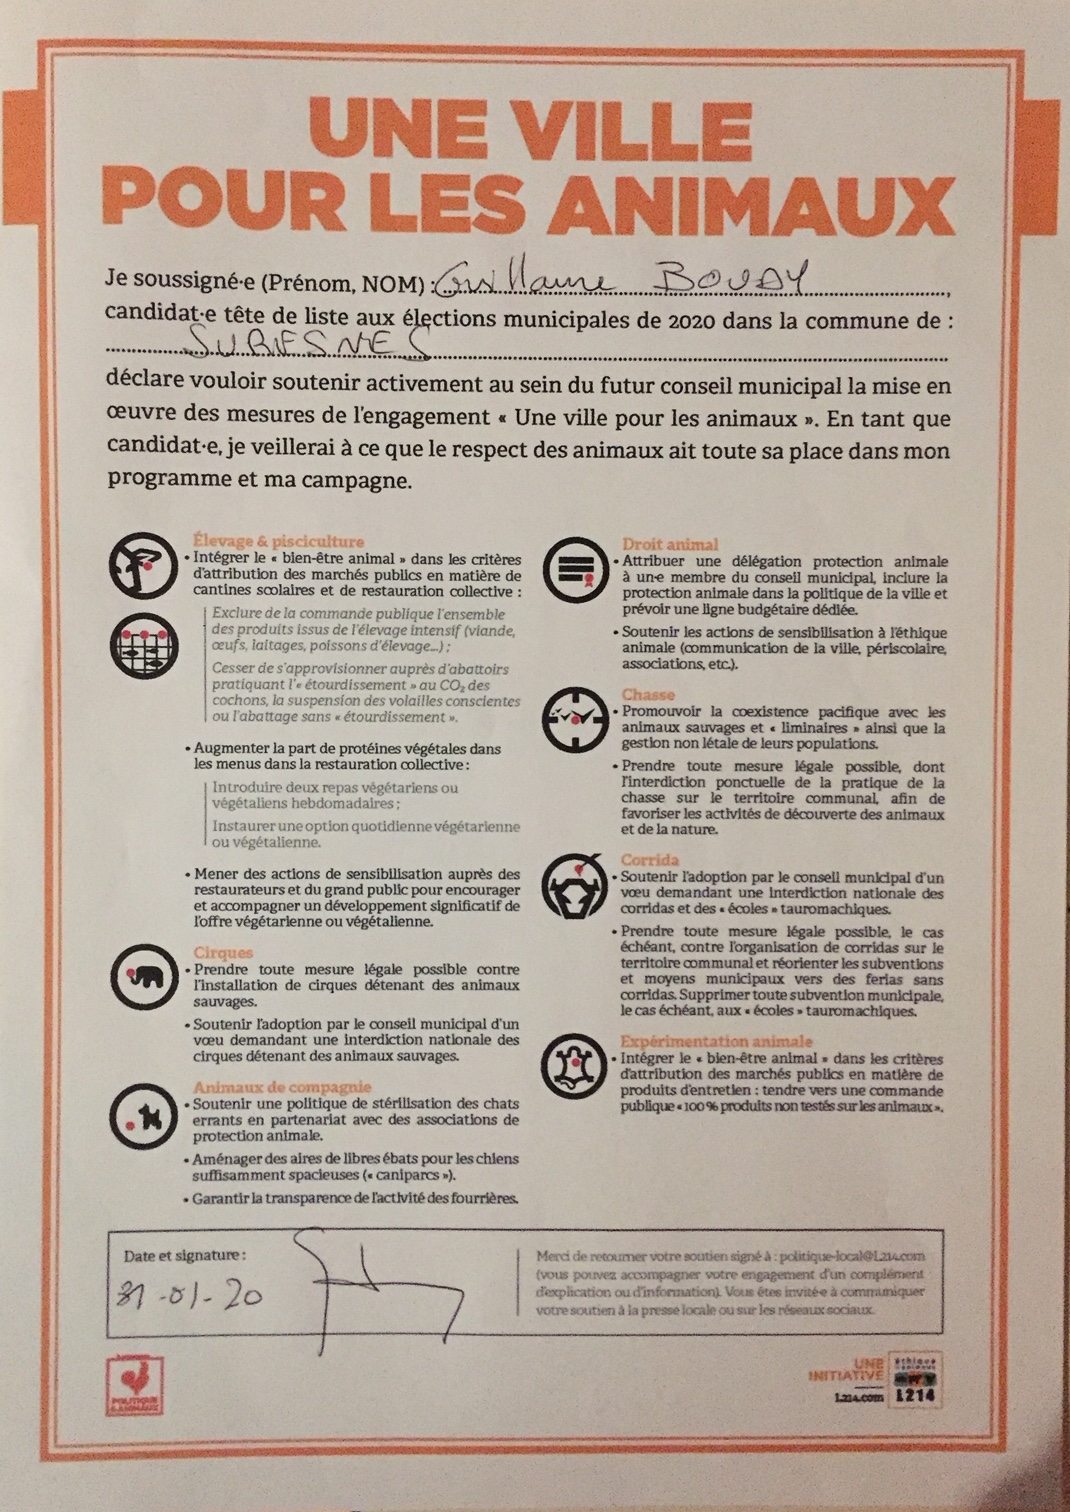 UNE VILLE
POUR LES ANIMAUX
Je soussigné·e (Prénom, NOM) : Guillaume BOUDY,
candidat·e tête de liste aux élections municipales de 2020 dans la commune de :
SURESNES
déclare vouloir soutenir activement au sein du futur conseil municipal la mise en
œuvre des mesures de l'engagement « Une ville pour les animaux ». En tant que
candidat·e, je veillerai à ce que le respect des animaux ait toute sa place dans mon
programme et ma campagne.
Élevage & pisciculture
• Intégrer le « bien-être animal » dans les critères
d'attribution des marchés publics en matière de
cantines scolaires et de restauration collective :
Exclure de la commande publique l'ensemble
des produits issus de l'élevage intensif (viande,
œufs, laitages, poissons d'élevage...) ;
Cesser de s'approvisionner auprès d'abattoirs
pratiquant l'« étourdissement » au CO₂ des
cochons, la suspension des volailles conscientes
ou l'abattage sans « étourdissement ».
• Augmenter la part de protéines végétales dans
les menus dans la restauration collective :
Introduire deux repas végétariens ou
végétaliens hebdomadaires ;
Instaurer une option quotidienne végétarienne
ou végétalienne.
• Mener des actions de sensibilisation auprès des
restaurateurs et du grand public pour encourager
et accompagner un développement significatif de
l'offre végétarienne ou végétalienne.
Cirques
• Prendre toute mesure légale possible contre
l'installation de cirques détenant des animaux
sauvages.
• Soutenir l'adoption par le conseil municipal d'un
vœu demandant une interdiction nationale des
cirques détenant des animaux sauvages.
Animaux de compagnie
• Soutenir une politique de stérilisation des chats
errants en partenariat avec des associations de
protection animale.
• Aménager des aires de libres ébats pour les chiens
suffisamment spacieuses (« caniparcs »).
• Garantir la transparence de l'activité des fourrières.
Droit animal
• Attribuer une délégation protection animale
à un·e membre du conseil municipal, inclure la
protection animale dans la politique de la ville et
prévoir une ligne budgétaire dédiée.
• Soutenir les actions de sensibilisation à l'éthique
animale (communication de la ville, périscolaire,
associations, etc.).
Chasse
• Promouvoir la coexistence pacifique avec les
animaux sauvages et « liminaires » ainsi que la
gestion non létale de leurs populations.
• Prendre toute mesure légale possible, dont
l'interdiction ponctuelle de la pratique de la
chasse sur le territoire communal, afin de
favoriser les activités de découverte des animaux
et de la nature.
Corrida
• Soutenir l'adoption par le conseil municipal d'un
vœu demandant une interdiction nationale des
corridas et des « écoles » tauromachiques.
• Prendre toute mesure légale possible, le cas
échéant, contre l'organisation de corridas sur le
territoire communal et réorienter les subventions
et moyens municipaux vers des ferias sans
corridas. Supprimer toute subvention municipale,
le cas échéant, aux « écoles » tauromachiques.
Expérimentation animale
• Intégrer le « bien-être animal » dans les critères
d'attribution des marchés publics en matière de
produits d'entretien : tendre vers une commande
publique « 100 % produits non testés sur les animaux ».
Date et signature :
31-01-20
Merci de retourner votre soutien signé à : politique-local@L214.com
(vous pouvez accompagner votre engagement d'un complément
d'explication ou d'information). Vous êtes invité·e à communiquer
votre soutien à la presse locale ou sur les réseaux sociaux.
POLITIQUE
& ANIMAUX
UNE
INITIATIVE
L214.com
éthique
& animaux
L214